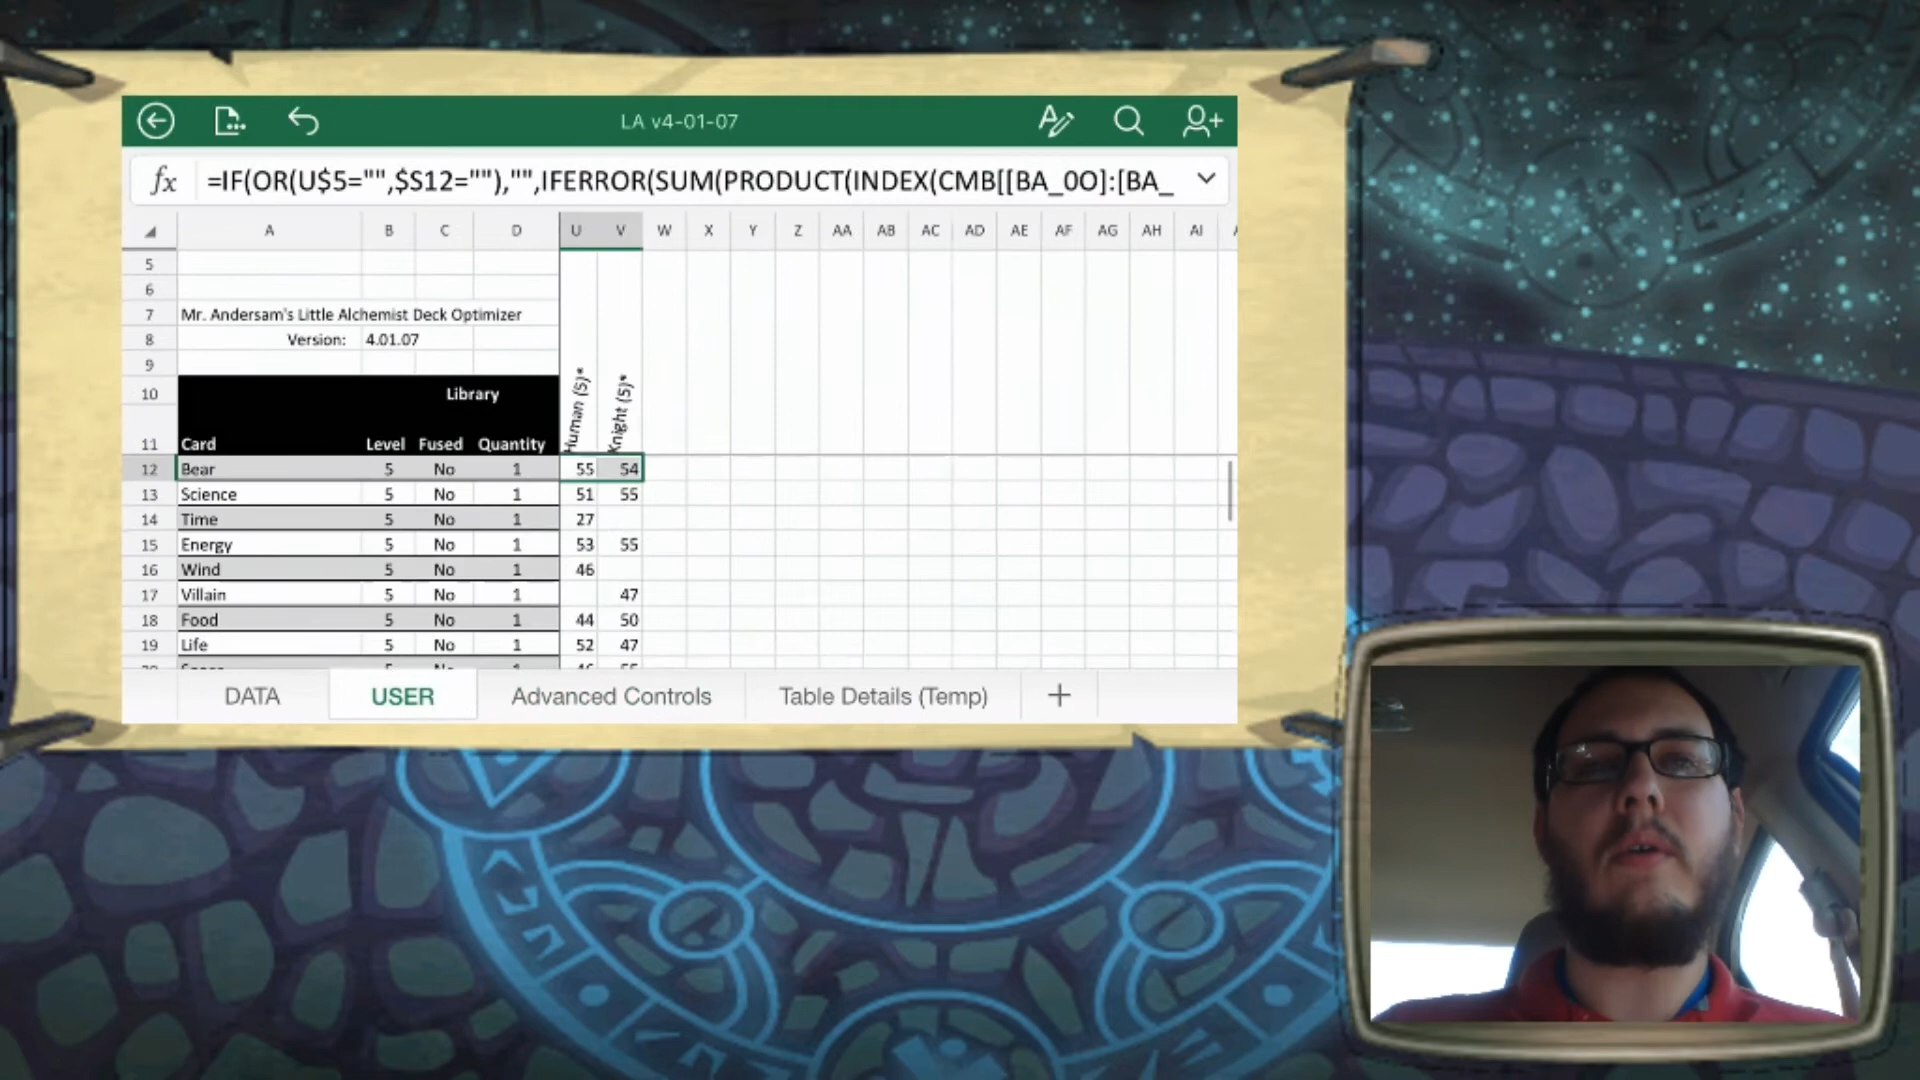 LA v4-01-07
fx =IF(OR(U$5="",$S12=""),"",IFERROR(SUM(PRODUCT(INDEX(CMB[[BA_0O]:[BA_
A B C D U V W X Y Z AA AB AC AD AE AF AG AH AI
5
6
7 Mr. Andersam's Little Alchemist Deck Optimizer
8 Version: 4.01.07
9
10 Library
11 Card Level Fused Quantity Human (5)* Knight (5)*
12 Bear 5 No 1 55 54
13 Science 5 No 1 51 55
14 Time 5 No 1 27
15 Energy 5 No 1 53 55
16 Wind 5 No 1 46
17 Villain 5 No 1 47
18 Food 5 No 1 44 50
19 Life 5 No 1 52 47
DATA USER Advanced Controls Table Details (Temp) +